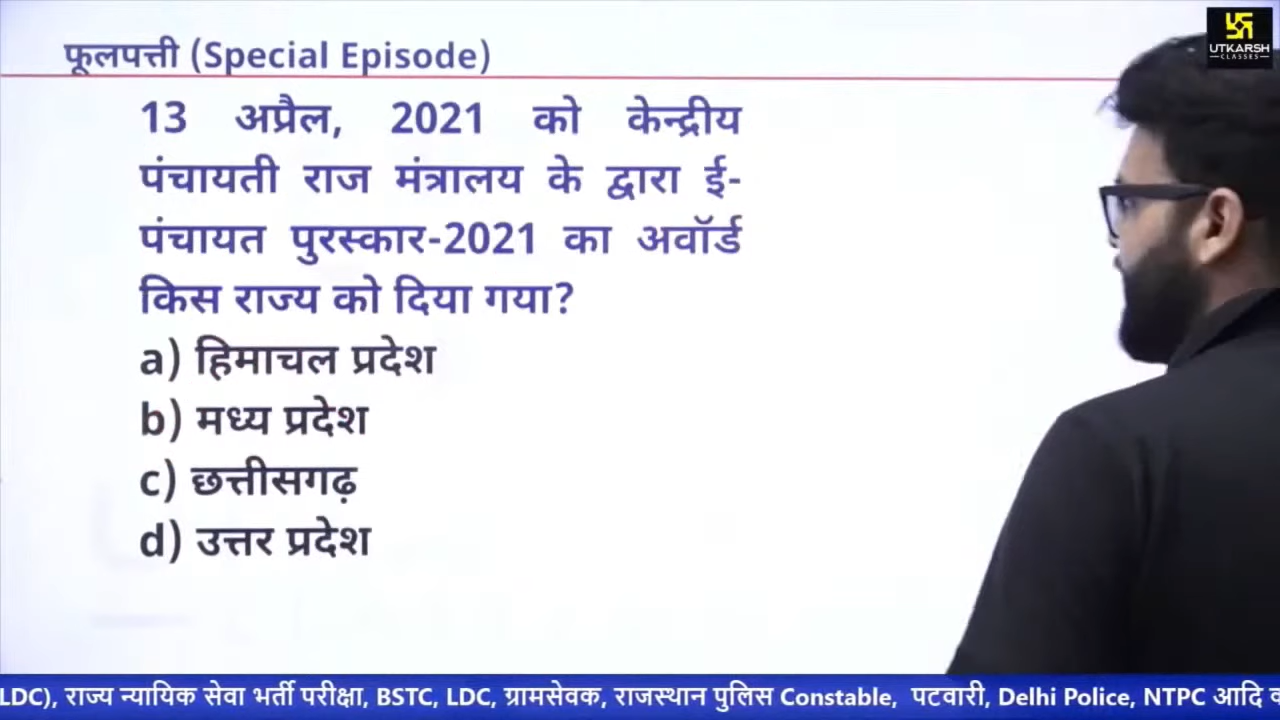 फूलपत्ती (Special Episode)
UTKARSH
CLASSES
13 अप्रैल, 2021 को केन्द्रीय
पंचायती राज मंत्रालय के द्वारा ई-
पंचायत पुरस्कार-2021 का अवॉर्ड
किस राज्य को दिया गया?
a) हिमाचल प्रदेश
b) मध्य प्रदेश
c) छत्तीसगढ़
d) उत्तर प्रदेश
LDC), राज्य न्यायिक सेवा भर्ती परीक्षा, BSTC, LDC, ग्रामसेवक, राजस्थान पुलिस Constable, पटवारी, Delhi Police, NTPC आदि